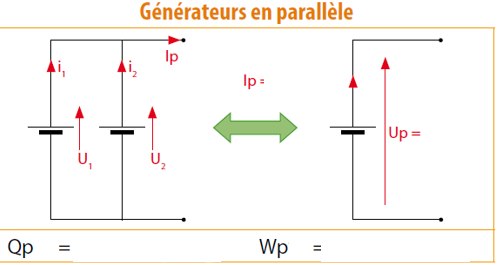 Générateurs en parallèle
i1 i2 Ip
Ip =
U1 U2
Up =
Qp = Wp =